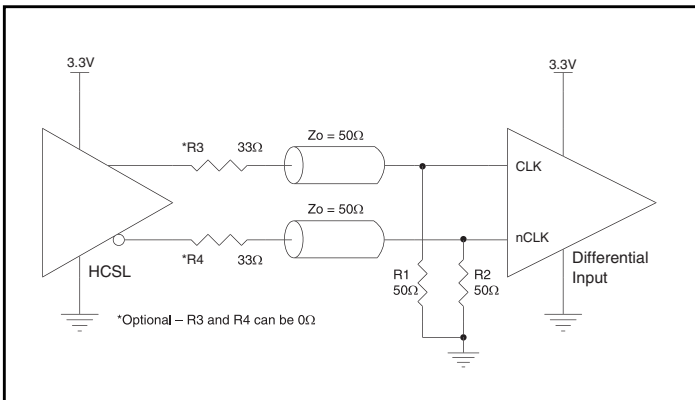 3.3V
3.3V
*R3 33Ω
Zo = 50Ω
CLK
Zo = 50Ω
nCLK
*R4 33Ω
HCSL
R1
50Ω
R2
50Ω
Differential
Input
*Optional – R3 and R4 can be 0Ω